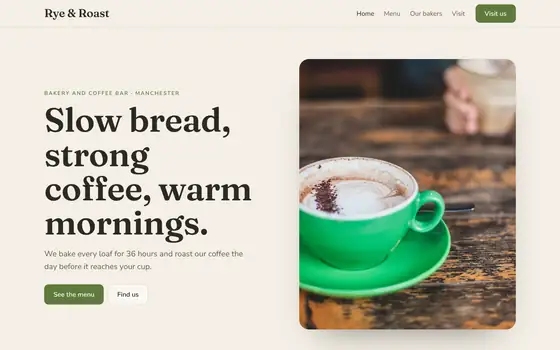 Rye & Roast
Home Menu Our bakers Visit Visit us
BAKERY AND COFFEE BAR · MANCHESTER
Slow bread,
strong
coffee, warm
mornings.
We bake every loaf for 36 hours and roast our coffee the
day before it reaches your cup.
See the menu Find us